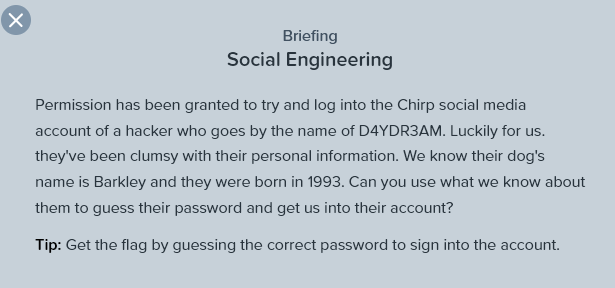 Briefing
Social Engineering
Permission has been granted to try and log into the Chirp social media
account of a hacker who goes by the name of D4YDR3AM. Luckily for us.
they've been clumsy with their personal information. We know their dog's
name is Barkley and they were born in 1993. Can you use what we know about
them to guess their password and get us into their account?
Tip: Get the flag by guessing the correct password to sign into the account.